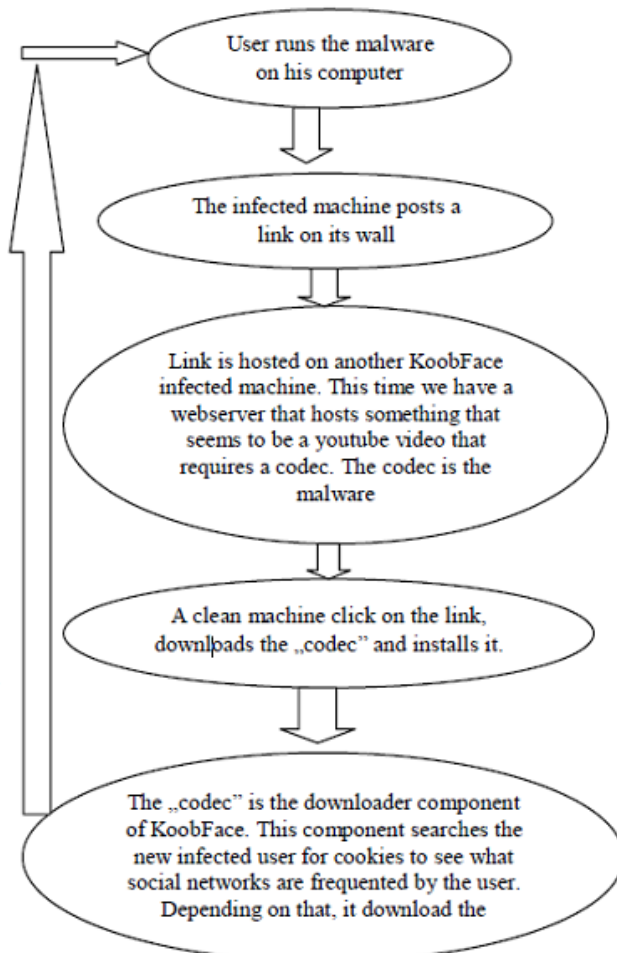 User runs the malware
on his computer
The infected machine posts a
link on its wall
Link is hosted on another KoobFace
infected machine. This time we have a
webserver that hosts something that
seems to be a youtube video that
requires a codec. The codec is the
malware
A clean machine click on the link,
downloads the „codec” and installs it.
The „codec” is the downloader component
of KoobFace. This component searches the
new infected user for cookies to see what
social networks are frequented by the user.
Depending on that, it download the